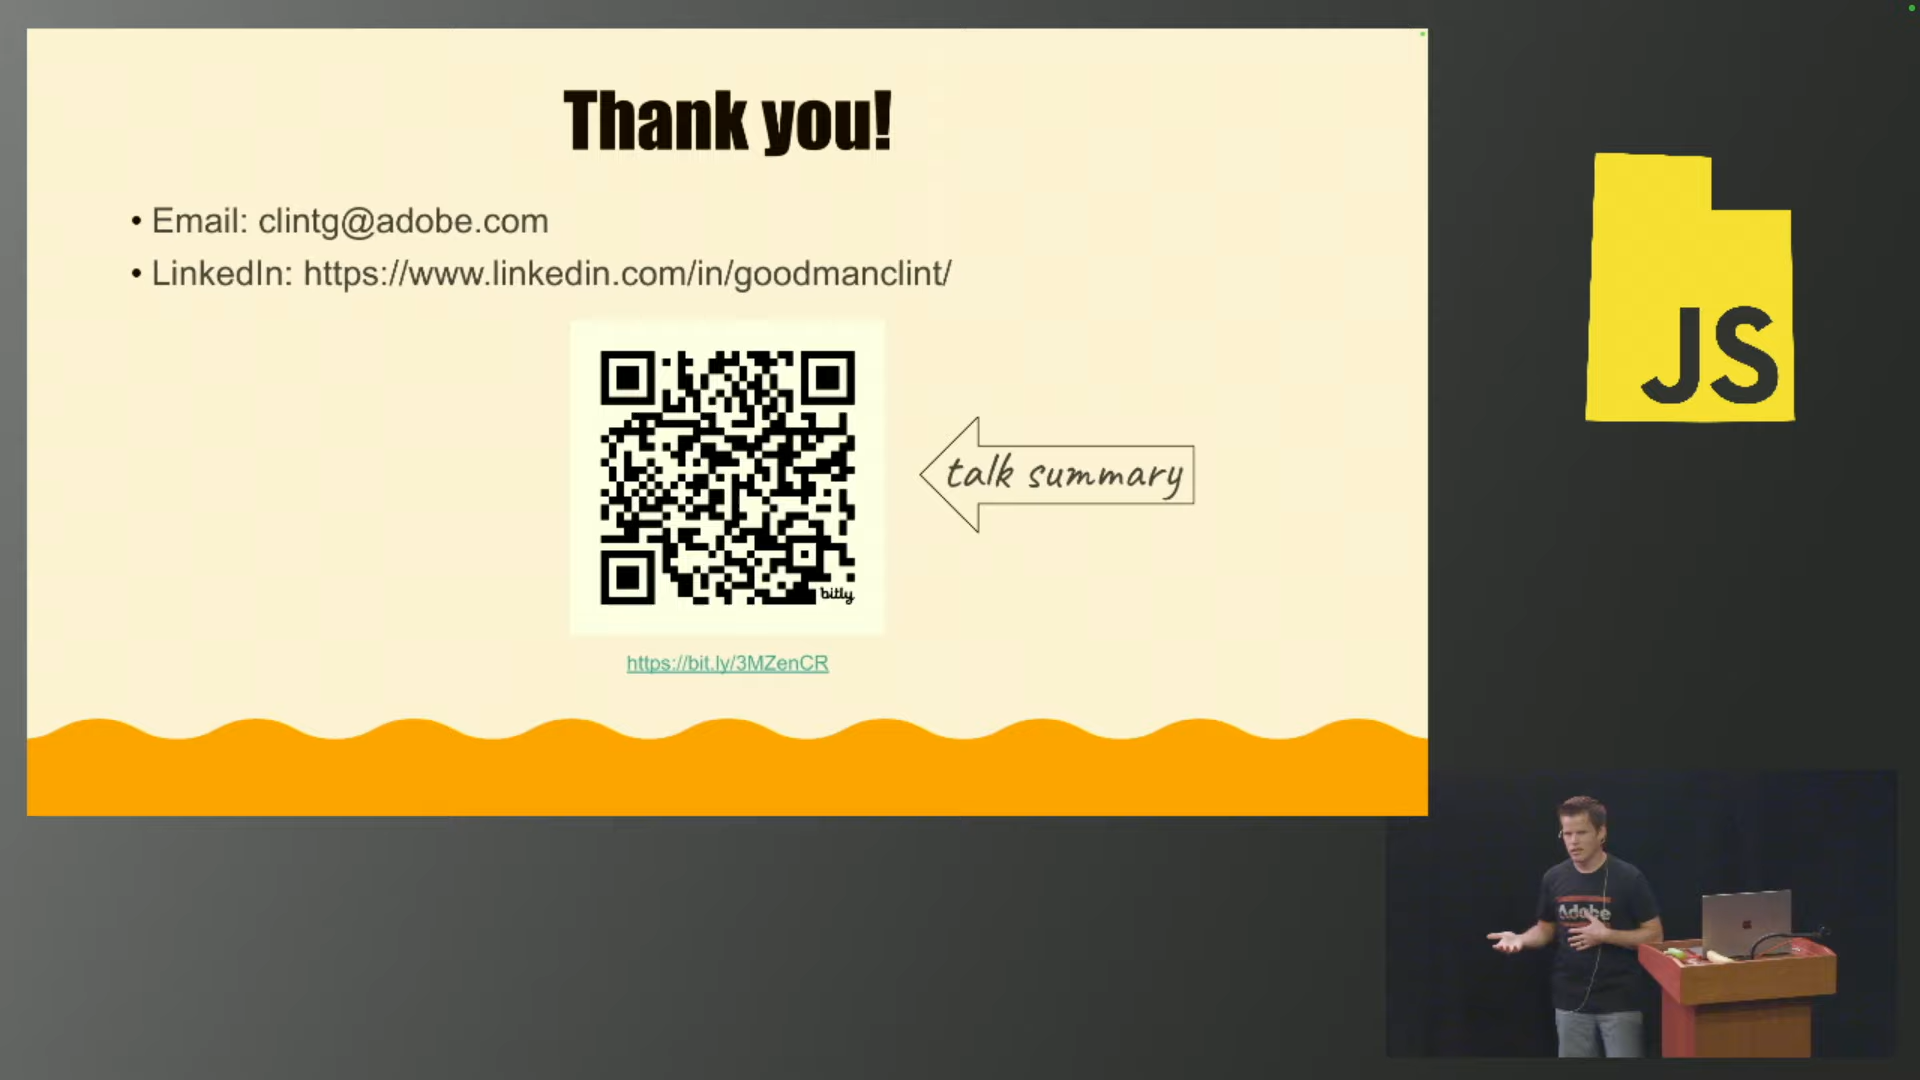 Thank you!
• Email: clintg@adobe.com
• LinkedIn: https://www.linkedin.com/in/goodmanclint/
talk summary
bitly
https://bit.ly/3MZenCR
JS
Adobe